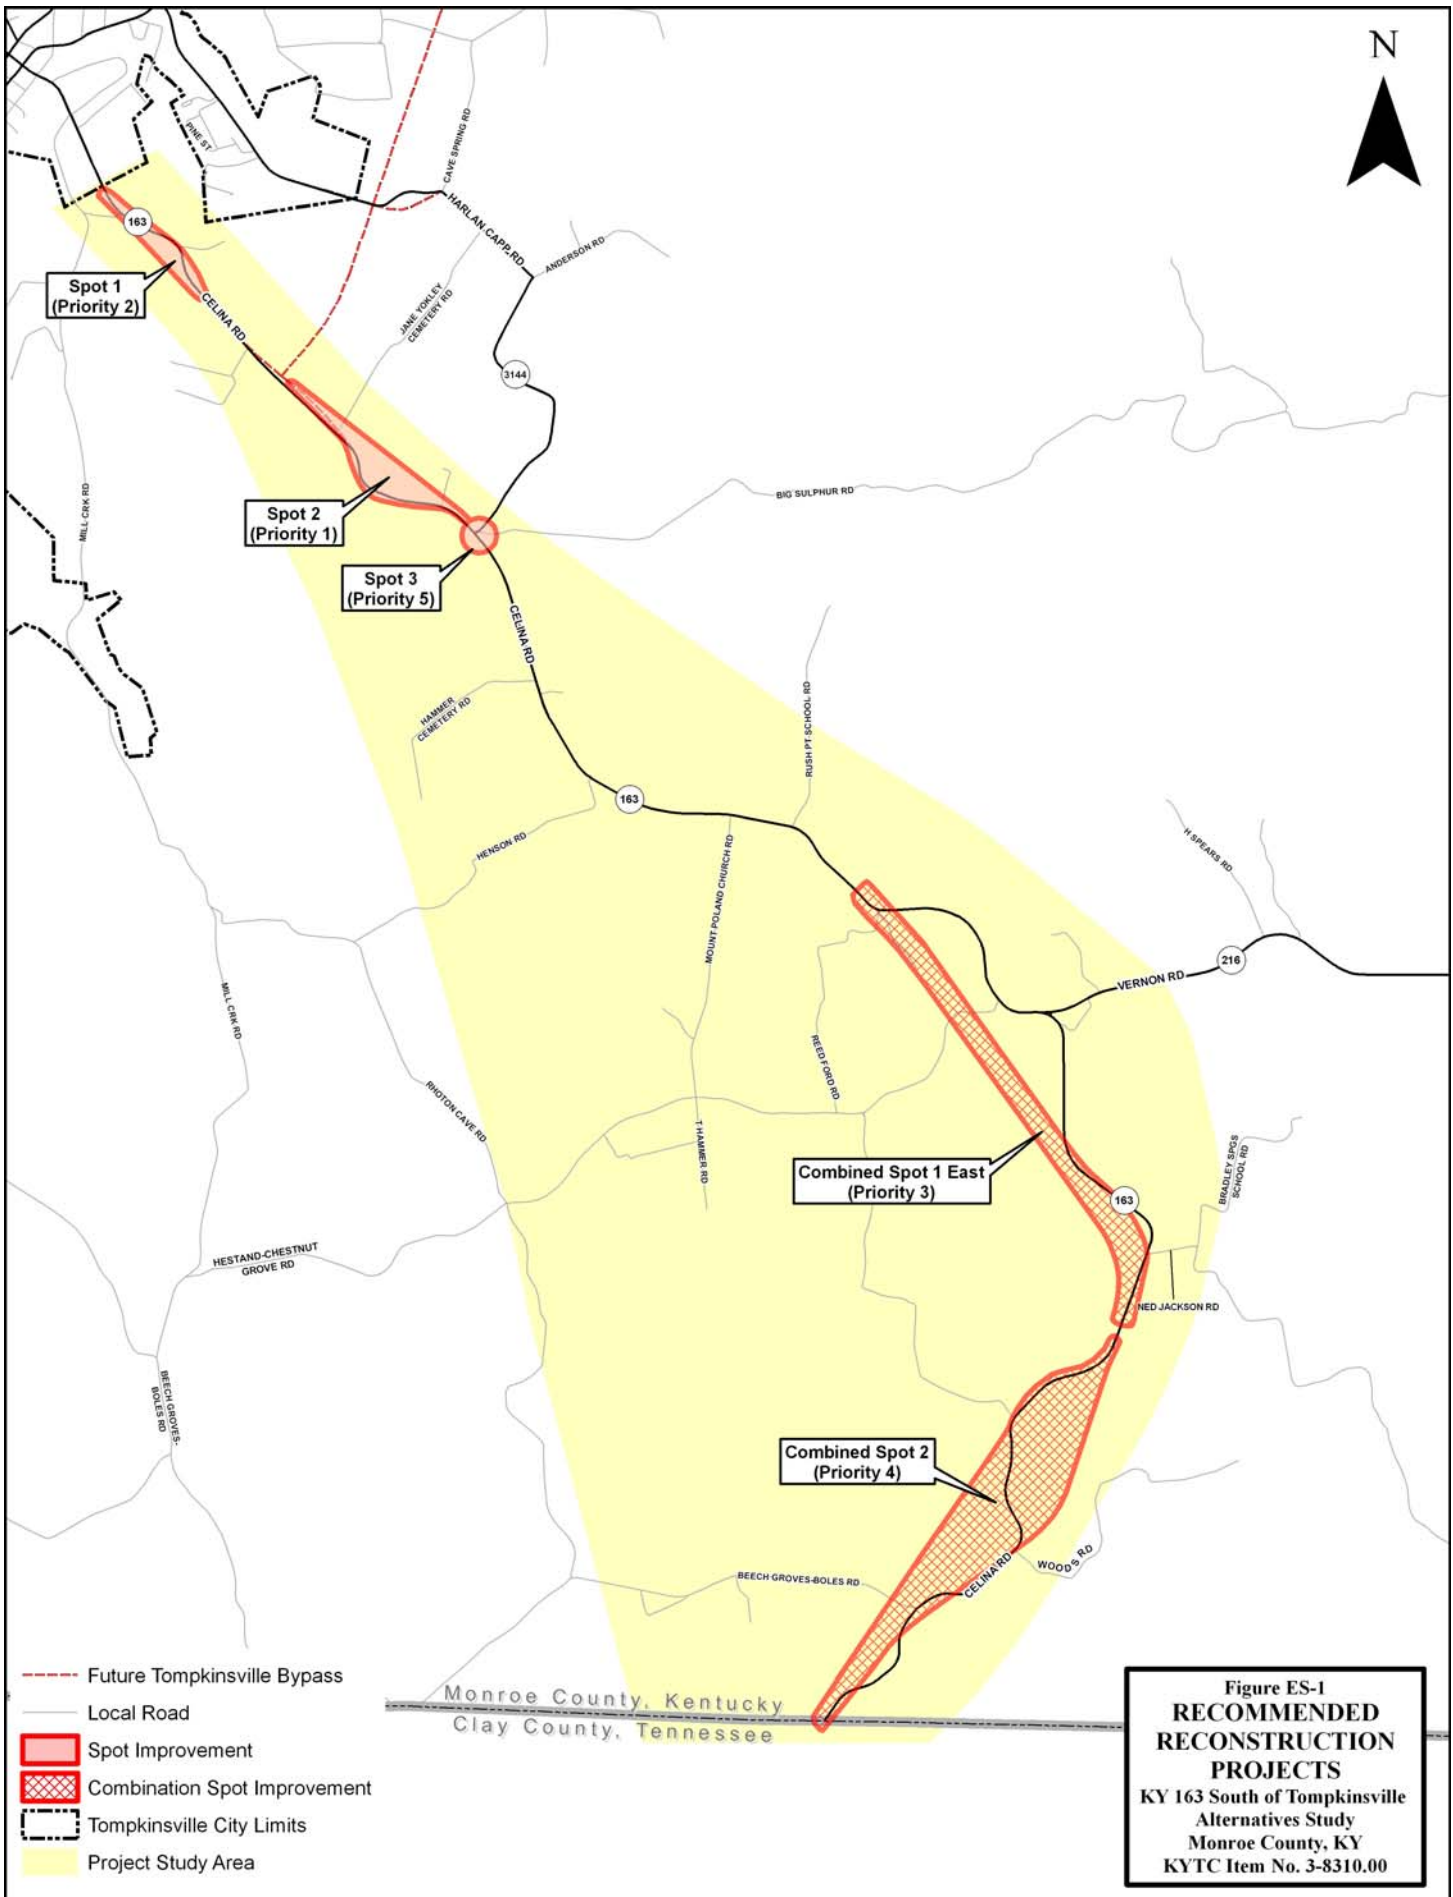 N
PINE ST
CAVE SPRING RD
HARLAN CAPP RD
ANDERSON RD
163
Spot 1
(Priority 2)
CELINA RD
JANE YOKLEY
CEMETERY RD
3144
MILL CRK RD
BIG SULPHUR RD
Spot 2
(Priority 1)
Spot 3
(Priority 5)
CELINA RD
HAMMER
CEMETERY RD
RUSH PT SCHOOL RD
163
HENSON RD
MOUNT POLAND CHURCH RD
H SPEARS RD
216
VERNON RD
MILL CRK RD
REED FORD RD
RHOTON CAVE RD
T HAMMER RD
Combined Spot 1 East
(Priority 3)
BRADLEY SPGS
SCHOOL RD
163
HESTAND-CHESTNUT
GROVE RD
NED JACKSON RD
BEECH GROVES-
BOLES RD
Combined Spot 2
(Priority 4)
WOODS RD
CELINA RD
BEECH GROVES-BOLES RD
Monroe County, Kentucky
Clay County, Tennessee
Future Tompkinsville Bypass
Local Road
Spot Improvement
Combination Spot Improvement
Tompkinsville City Limits
Project Study Area
Figure ES-1
RECOMMENDED
RECONSTRUCTION
PROJECTS
KY 163 South of Tompkinsville
Alternatives Study
Monroe County, KY
KYTC Item No. 3-8310.00